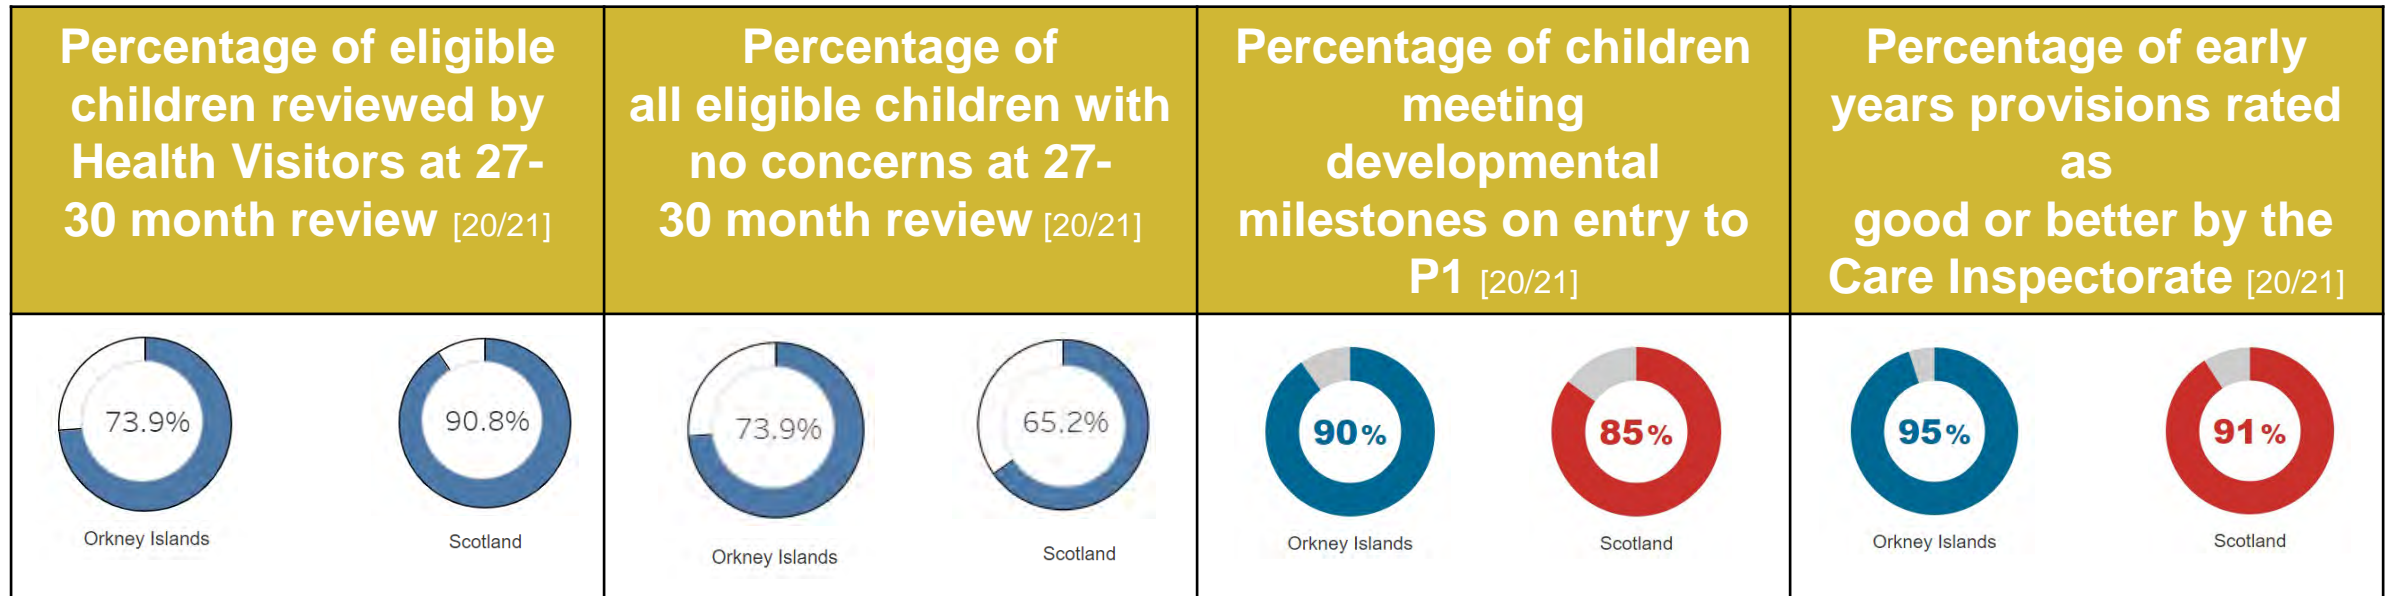 Percentage of eligible
children reviewed by
Health Visitors at 27-
30 month review [20/21]
Percentage of
all eligible children with
no concerns at 27-
30 month review [20/21]
Percentage of children
meeting
developmental
milestones on entry to
P1 [20/21]
Percentage of early
years provisions rated
as
good or better by the
Care Inspectorate [20/21]
73.9%
Orkney Islands
90.8%
Scotland
73.9%
Orkney Islands
65.2%
Scotland
90%
Orkney Islands
85%
Scotland
95%
Orkney Islands
91%
Scotland